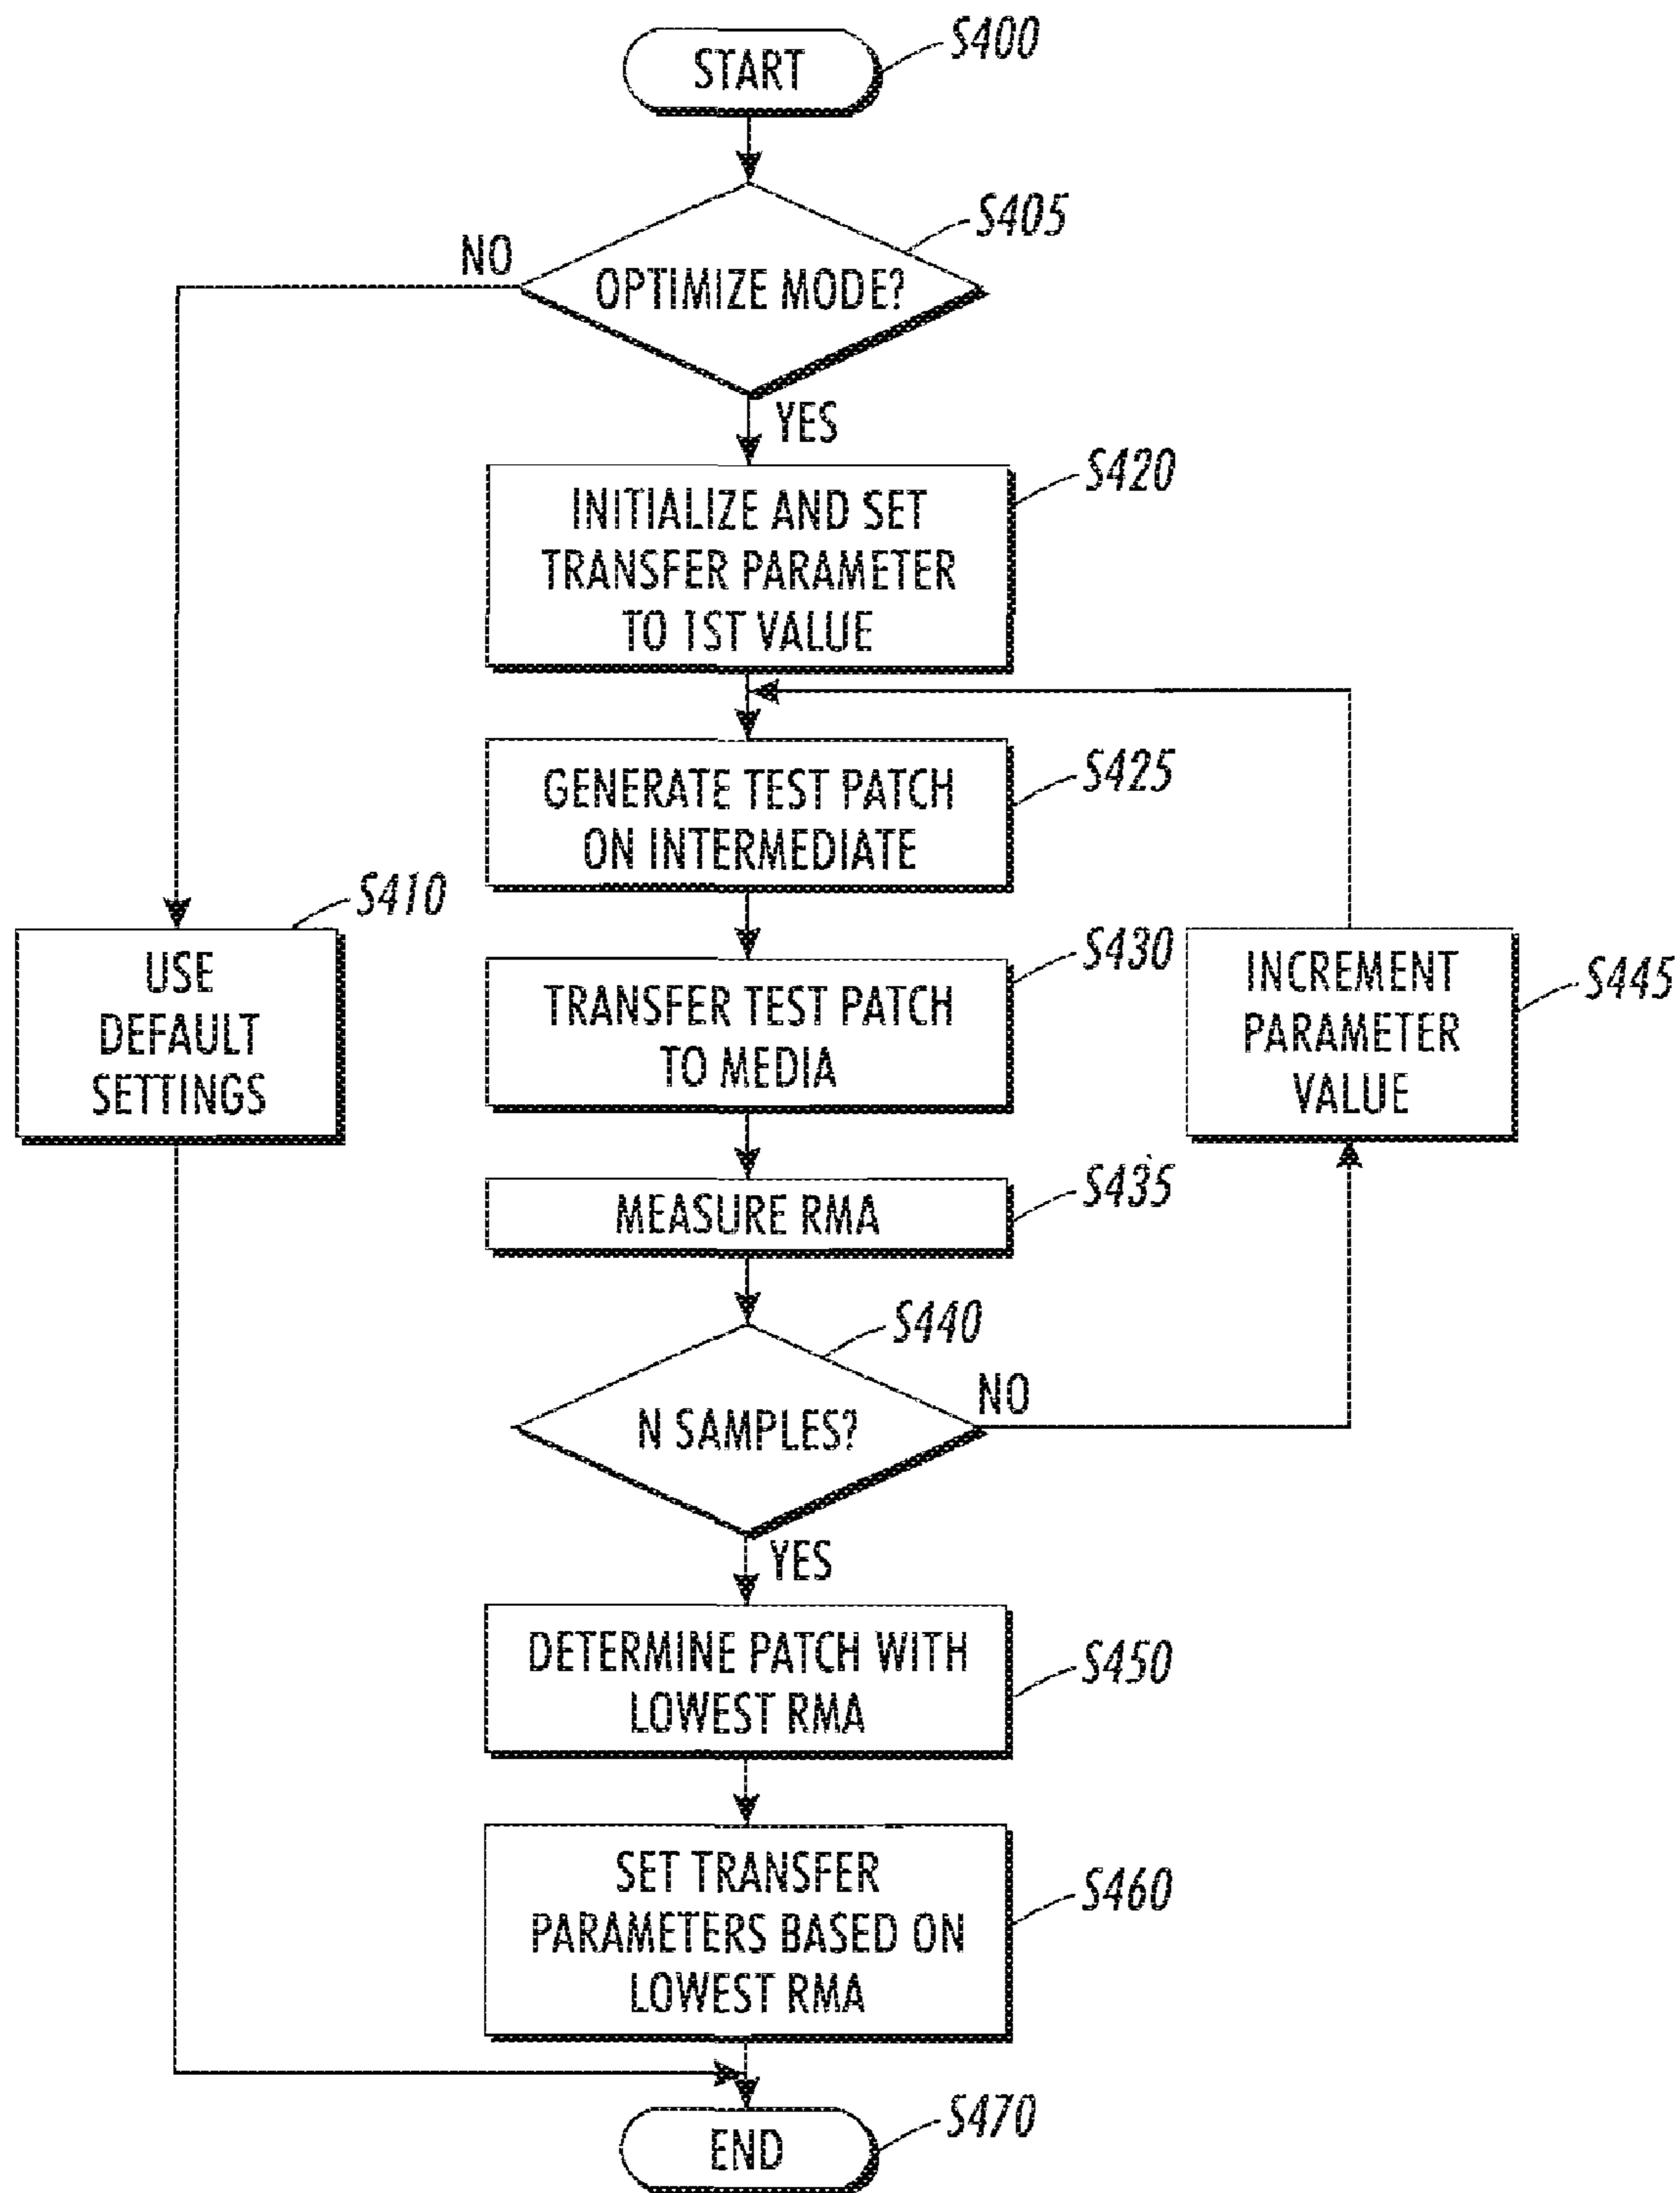 START
S400
S405
NO
OPTIMIZE MODE?
YES
S420
INITIALIZE AND SET
TRANSFER PARAMETER
TO 1ST VALUE
S425
GENERATE TEST PATCH
ON INTERMEDIATE
S410
USE
DEFAULT
SETTINGS
S430
TRANSFER TEST PATCH
TO MEDIA
S445
INCREMENT
PARAMETER
VALUE
S435
MEASURE RMA
S440
N SAMPLES?
NO
YES
S450
DETERMINE PATCH WITH
LOWEST RMA
S460
SET TRANSFER
PARAMETERS BASED ON
LOWEST RMA
S470
END